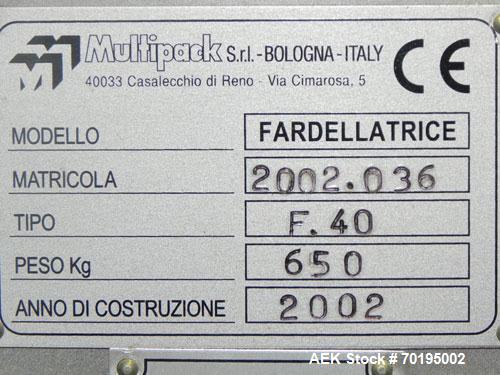 Multipack S.r.l.-BOLOGNA-ITALY
40033 Casalecchio di Reno - Via Cimarosa, 5
CE
MODELLO FARDELLATRICE
MATRICOLA 2002.036
TIPO F.40
PESO Kg 650
ANNO DI COSTRUZIONE 2002
AEK Stock # 70195002